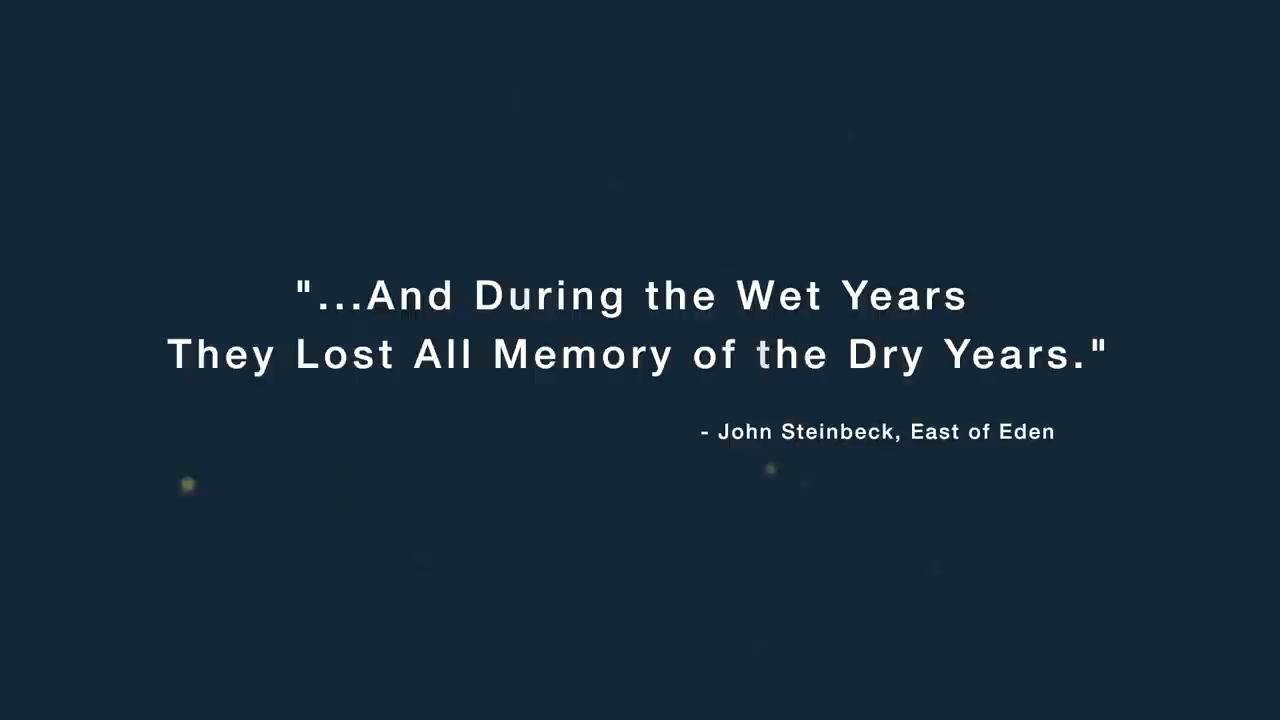 "...And During the Wet Years
They Lost All Memory of the Dry Years."
- John Steinbeck, East of Eden